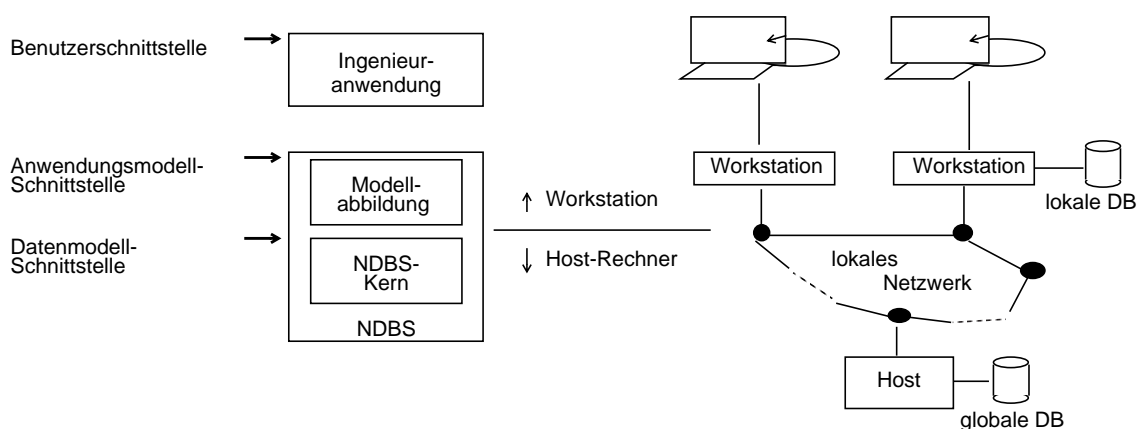 Benutzerschnittstelle
Ingenieur-
anwendung
Anwendungsmodell-
Schnittstelle
Modell-
abbildung
Datenmodell-
Schnittstelle
NDBS-
Kern
NDBS
↑ Workstation
↓ Host-Rechner
Workstation
Workstation
lokale DB
lokales
Netzwerk
Host
globale DB